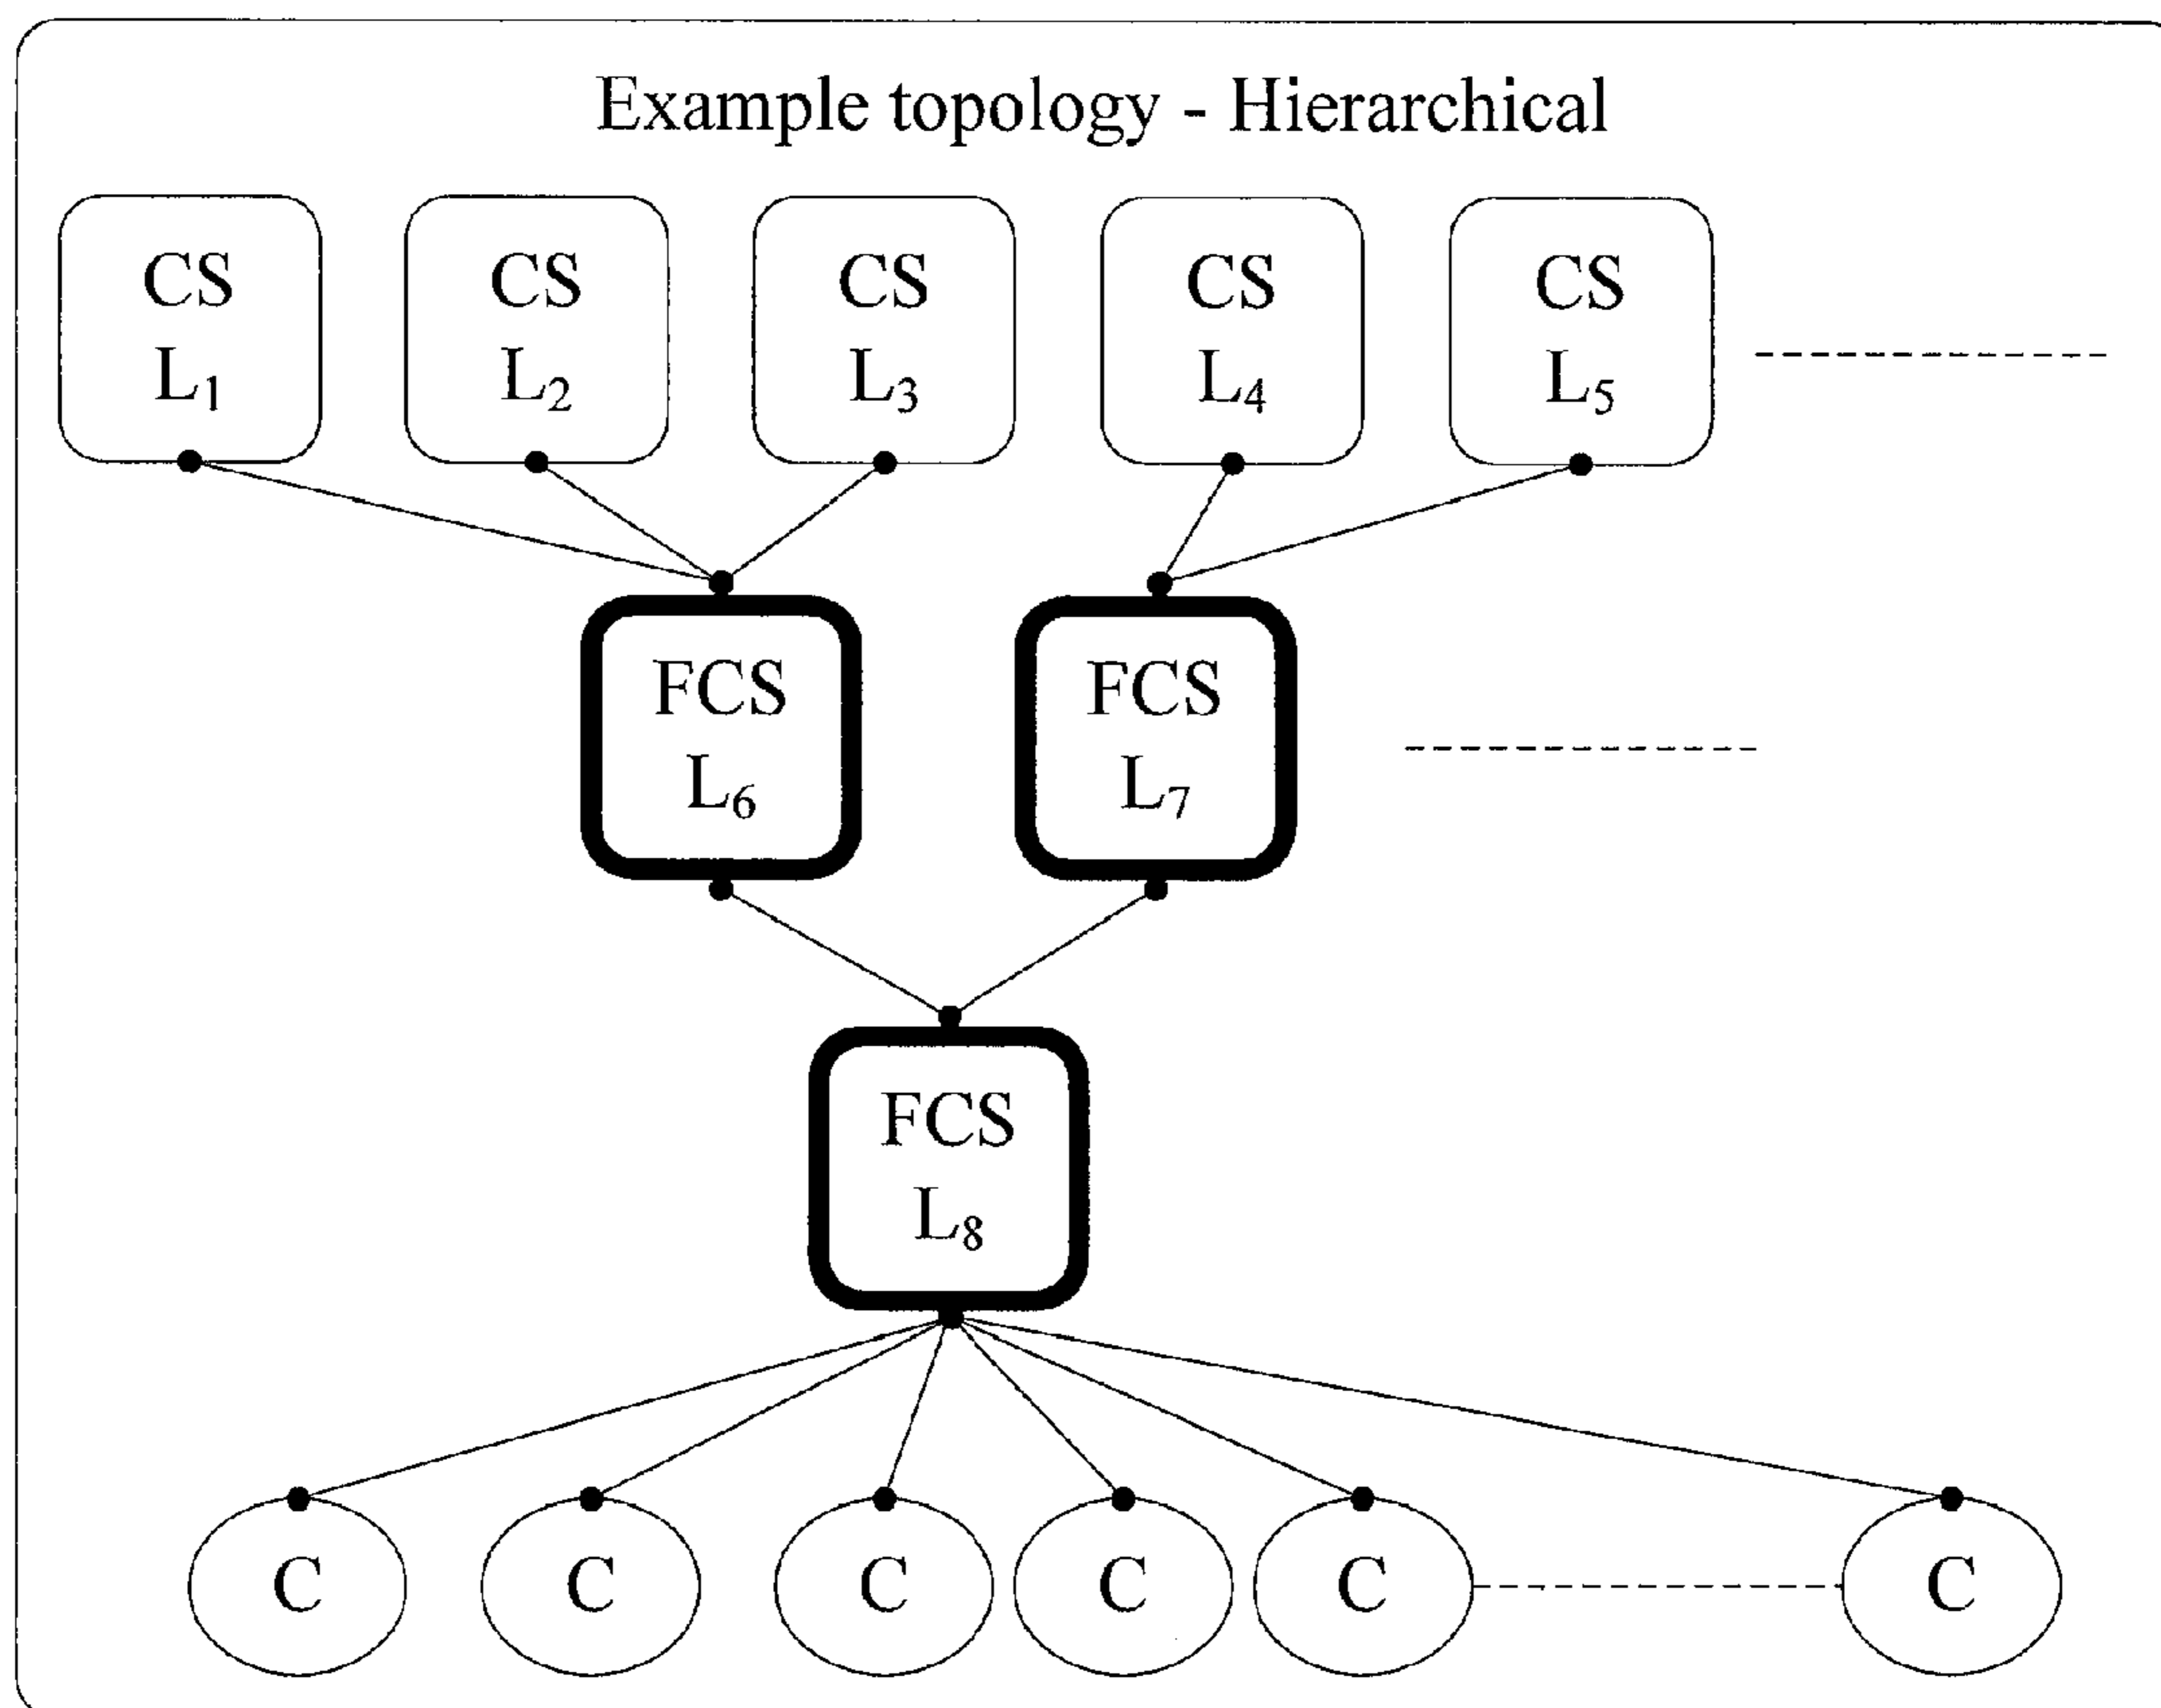 Example topology - Hierarchical
CS CS CS CS CS
L₁ L₂ L₃ L₄ L₅
FCS FCS
L₆ L₇
FCS
L₈
C C C C C C